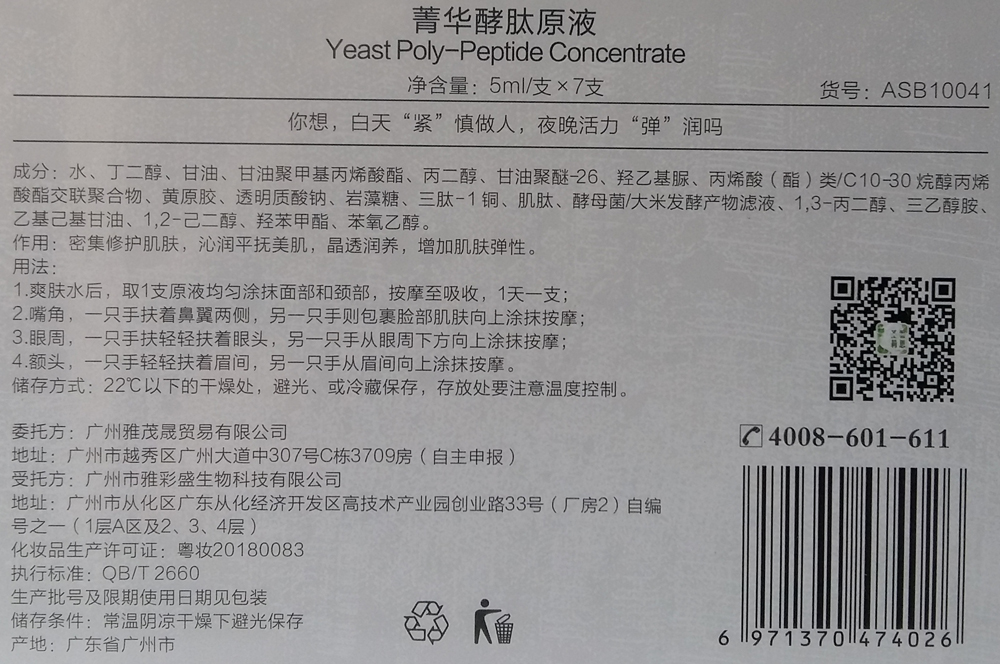 菁华酵肽原液
Yeast Poly-Peptide Concentrate
净含量：5ml/支×7支
货号：ASB10041
你想，白天“紧”慎做人，夜晚活力“弹”润吗
成分：水、丁二醇、甘油、甘油聚甲基丙烯酸酯、丙二醇、甘油聚醚-26、羟乙基脲、丙烯酸（酯）类/C10-30烷醇丙烯
酸酯交联聚合物、黄原胶、透明质酸钠、岩藻糖、三肽-1铜、肌肽、酵母菌/大米发酵产物滤液、1,3-丙二醇、三乙醇胺、
乙基己基甘油、1,2-己二醇、羟苯甲酯、苯氧乙醇。
作用：密集修护肌肤，沁润平抚美肌，晶透润养，增加肌肤弹性。
用法：
1.爽肤水后，取1支原液均匀涂抹面部和颈部，按摩至吸收，1天一支；
2.嘴角，一只手扶着鼻翼两侧，另一只手则包裹脸部肌肤向上涂抹按摩；
3.眼周，一只手扶轻轻扶着眼头，另一只手从眼周下方向上涂抹按摩；
4.额头，一只手轻轻扶着眉间，另一只手从眉间向上涂抹按摩。
储存方式：22℃以下的干燥处，避光、或冷藏保存，存放处要注意温度控制。
委托方：广州雅茂晟贸易有限公司
地址：广州市越秀区广州大道中307号C栋3709房（自主申报）
受托方：广州市雅彩盛生物科技有限公司
地址：广州市从化区广东从化经济开发区高技术产业园创业路33号（厂房2）自编
号之一（1层A区及2、3、4层）
化妆品生产许可证：粤妆20180083
执行标准：QB/T 2660
生产批号及限期使用日期见包装
储存条件：常温阴凉干燥下避光保存
产地：广东省广州市
4008-601-611
6 971370 474026